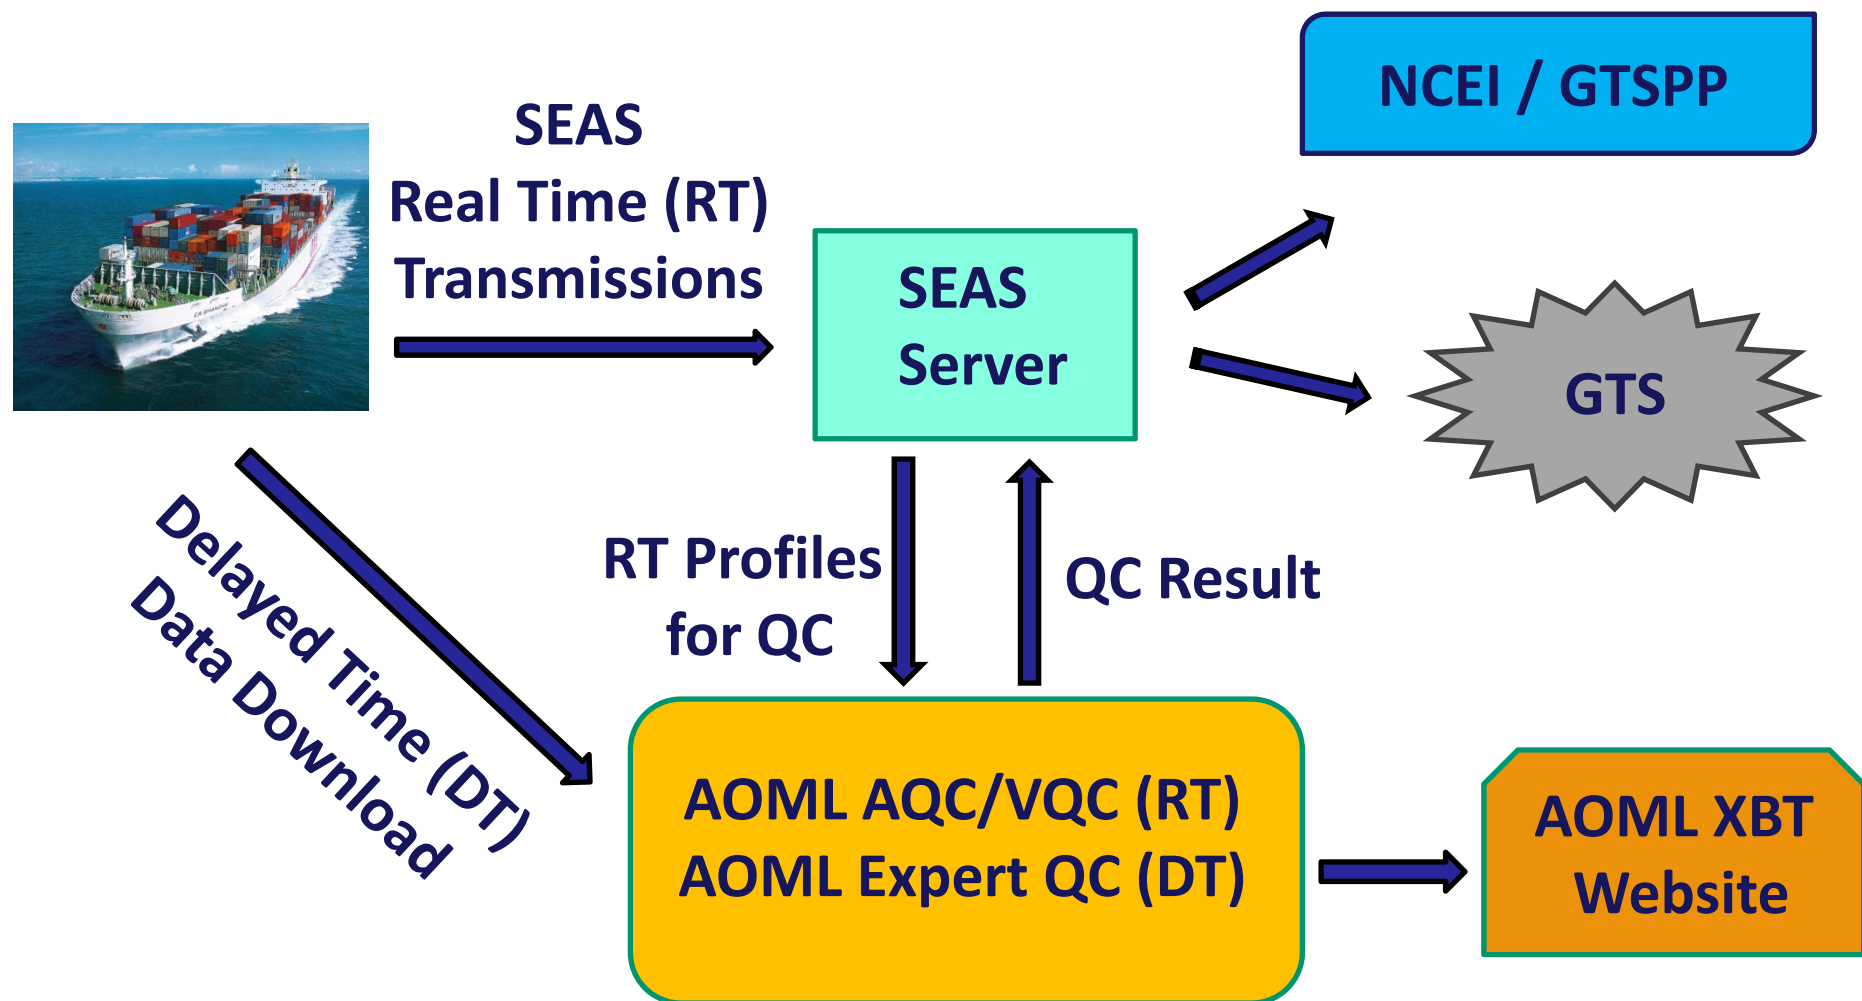 NCEI / GTSPP
SEAS
Real Time (RT)
Transmissions
SEAS
Server
GTS
Delayed Time (DT)
Data Download
RT Profiles
for QC
QC Result
AOML AQC/VQC (RT)
AOML Expert QC (DT)
AOML XBT
Website